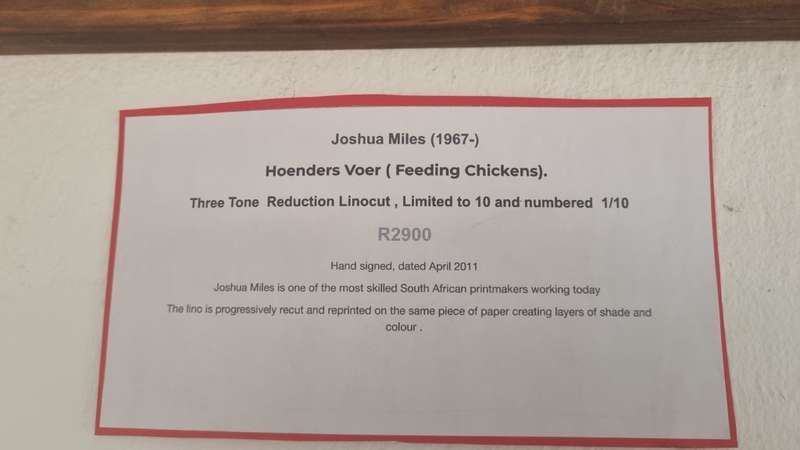 Joshua Miles (1967-)
Hoenders Voer ( Feeding Chickens).
Three Tone Reduction Linocut , Limited to 10 and numbered 1/10
R2900
Hand signed, dated April 2011
Joshua Miles is one of the most skilled South African printmakers working today
The lino is progressively recut and reprinted on the same piece of paper creating layers of shade and
colour .